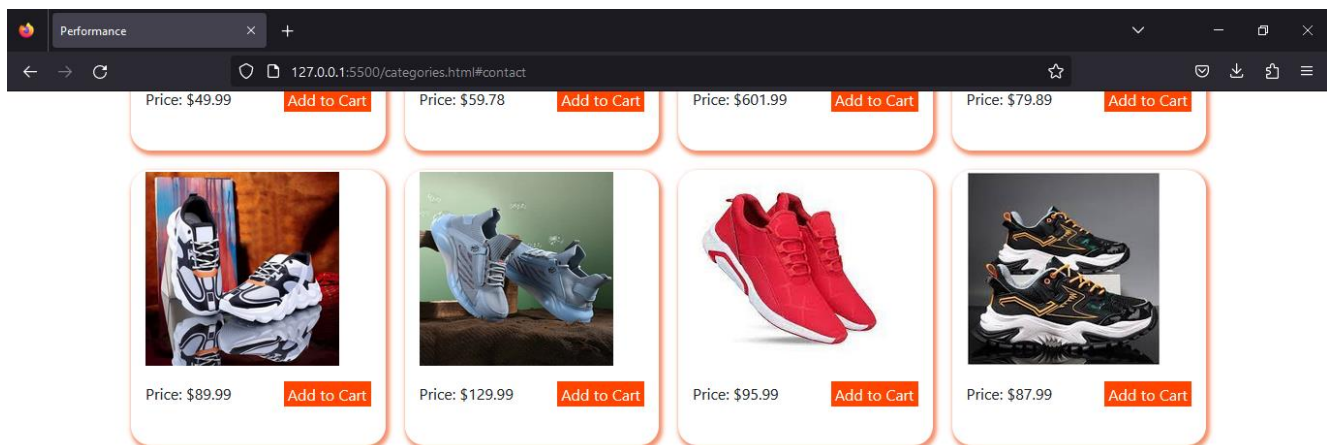 Performance
127.0.0.1:5500/categories.html#contact
Price: $49.99 Add to Cart Price: $59.78 Add to Cart Price: $601.99 Add to Cart Price: $79.89 Add to Cart
Price: $89.99 Add to Cart Price: $129.99 Add to Cart Price: $95.99 Add to Cart Price: $87.99 Add to Cart